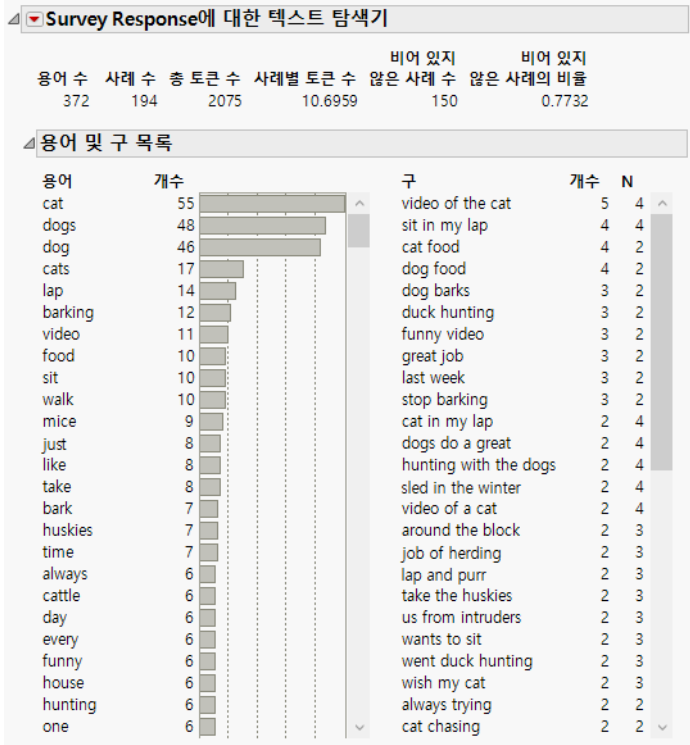 Survey Response에 대한 텍스트 탐색기
비어 있지 비어 있지
용어 수 사례 수 총 토큰 수 사례별 토큰 수 않은 사례 수 않은 사례의 비율
372 194 2075 10.6959 150 0.7732
용어 및 구 목록
용어 개수 구 개수 N
cat 55 video of the cat 5 4
dogs 48 sit in my lap 4 4
dog 46 cat food 4 2
cats 17 dog food 4 2
lap 14 dog barks 3 2
barking 12 duck hunting 3 2
video 11 funny video 3 2
food 10 great job 3 2
sit 10 last week 3 2
walk 10 stop barking 3 2
mice 9 cat in my lap 2 4
just 8 dogs do a great 2 4
like 8 hunting with the dogs 2 4
take 8 sled in the winter 2 4
bark 7 video of a cat 2 4
huskies 7 around the block 2 3
time 7 job of herding 2 3
always 6 lap and purr 2 3
cattle 6 take the huskies 2 3
day 6 us from intruders 2 3
every 6 wants to sit 2 3
funny 6 went duck hunting 2 3
house 6 wish my cat 2 3
hunting 6 always trying 2 2
one 6 cat chasing 2 2